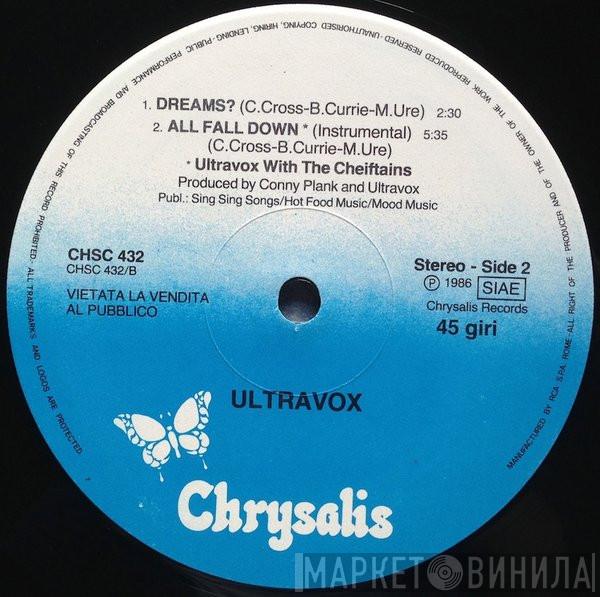 MANUFACTURED BY RCA S.P.A. ROME - ALL RIGHT OF THE PRODUCER AND OF THE OWNER OF THE WORK REPRODUCED RESERVED - UNAUTHORISED COPYING, HIRING, LENDING - PUBLIC PERFORMANCE AND BROADCASTING OF THIS RECORD PROHIBITED - ALL TRADEMARKS AND LOGOS ARE PROTECTED
1. DREAMS? (C.Cross-B.Currie-M.Ure) 2:30
2. ALL FALL DOWN * (Instrumental) 5:35
(C.Cross-B.Currie-M.Ure)
* Ultravox With The Cheiftains
Produced by Conny Plank and Ultravox
Publ.: Sing Sing Songs/Hot Food Music/Mood Music
CHSC 432
CHSC 432/B
VIETATA LA VENDITA
AL PUBBLICO
Stereo - Side 2
℗ 1986 SIAE
Chrysalis Records
45 giri
ULTRAVOX
Chrysalis
МАРКЕТ ВИНИЛА